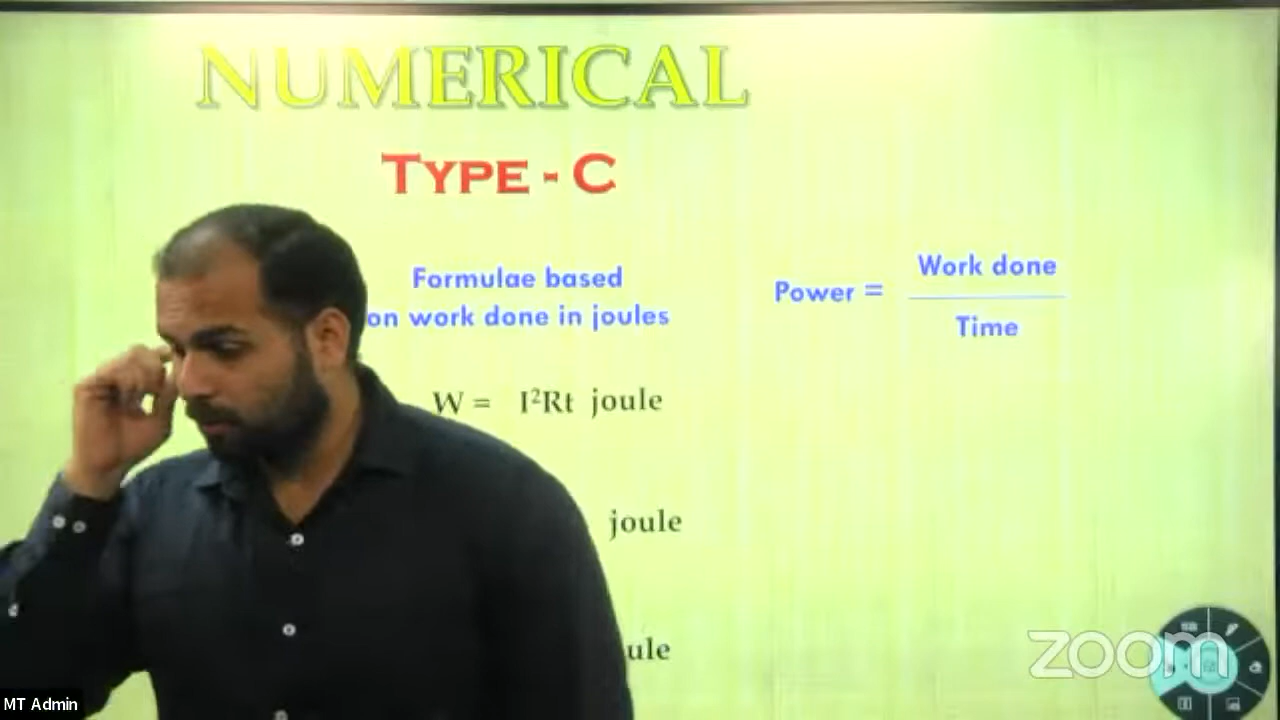 NUMERICAL
TYPE - C
Formulae based
on work done in joules
Power = Work done
Time
W = I²Rt joule
joule
ule
zoom
MT Admin